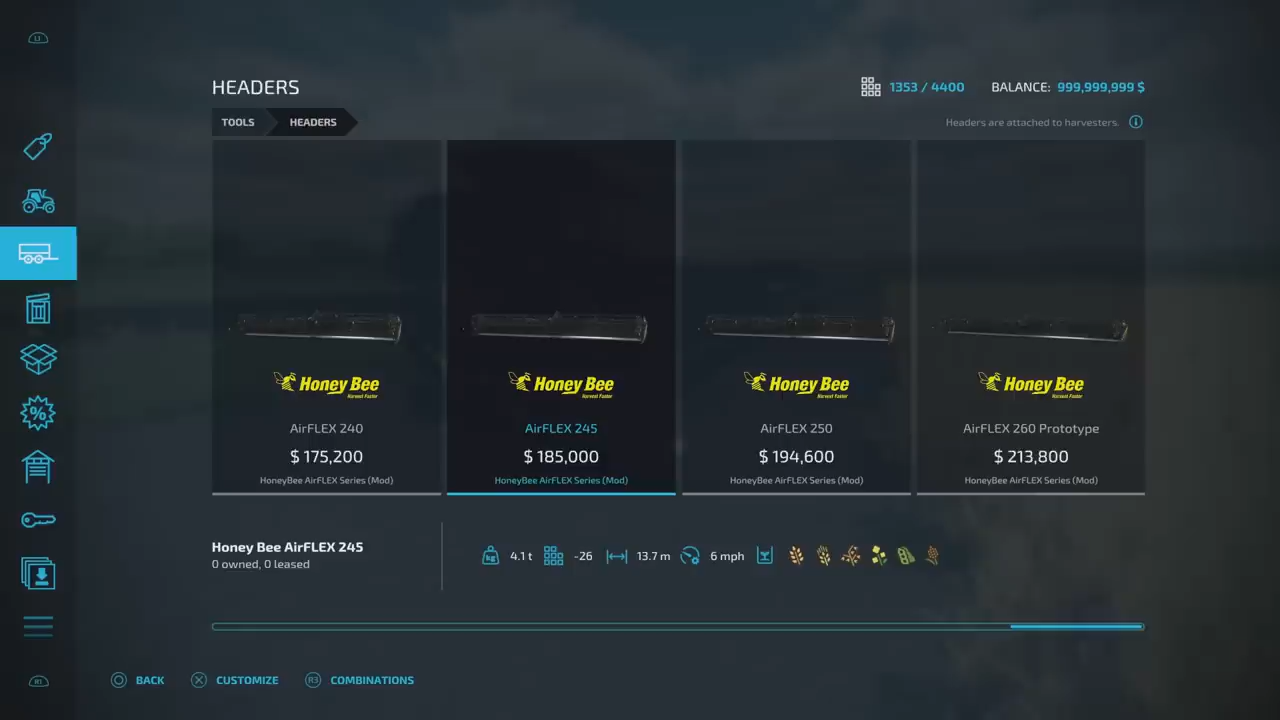 L1
HEADERS
1353 / 4400
BALANCE: 999,999,999 $
TOOLS
HEADERS
Headers are attached to harvesters.
Honey Bee
Harvest Faster
AirFLEX 240
$ 175,200
HoneyBee AirFLEX Series (Mod)
Honey Bee
Harvest Faster
AirFLEX 245
$ 185,000
HoneyBee AirFLEX Series (Mod)
Honey Bee
Harvest Faster
AirFLEX 250
$ 194,600
HoneyBee AirFLEX Series (Mod)
Honey Bee
Harvest Faster
AirFLEX 260 Prototype
$ 213,800
HoneyBee AirFLEX Series (Mod)
Honey Bee AirFLEX 245
0 owned, 0 leased
kg 4.1 t -26 13.7 m 6 mph
R1
BACK CUSTOMIZE R3 COMBINATIONS